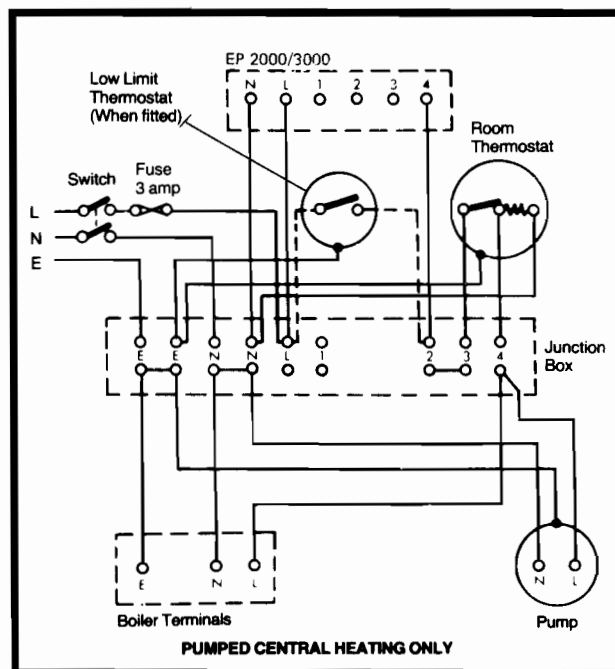 EP 2000/3000
N L 1 2 3 4
Low Limit
Thermostat
(When fitted)
Room
Thermostat
Switch
Fuse
3 amp
L
N
E
E E N N L 1 2 3 4
Junction
Box
E N L
Boiler Terminals
N L
Pump
PUMPED CENTRAL HEATING ONLY